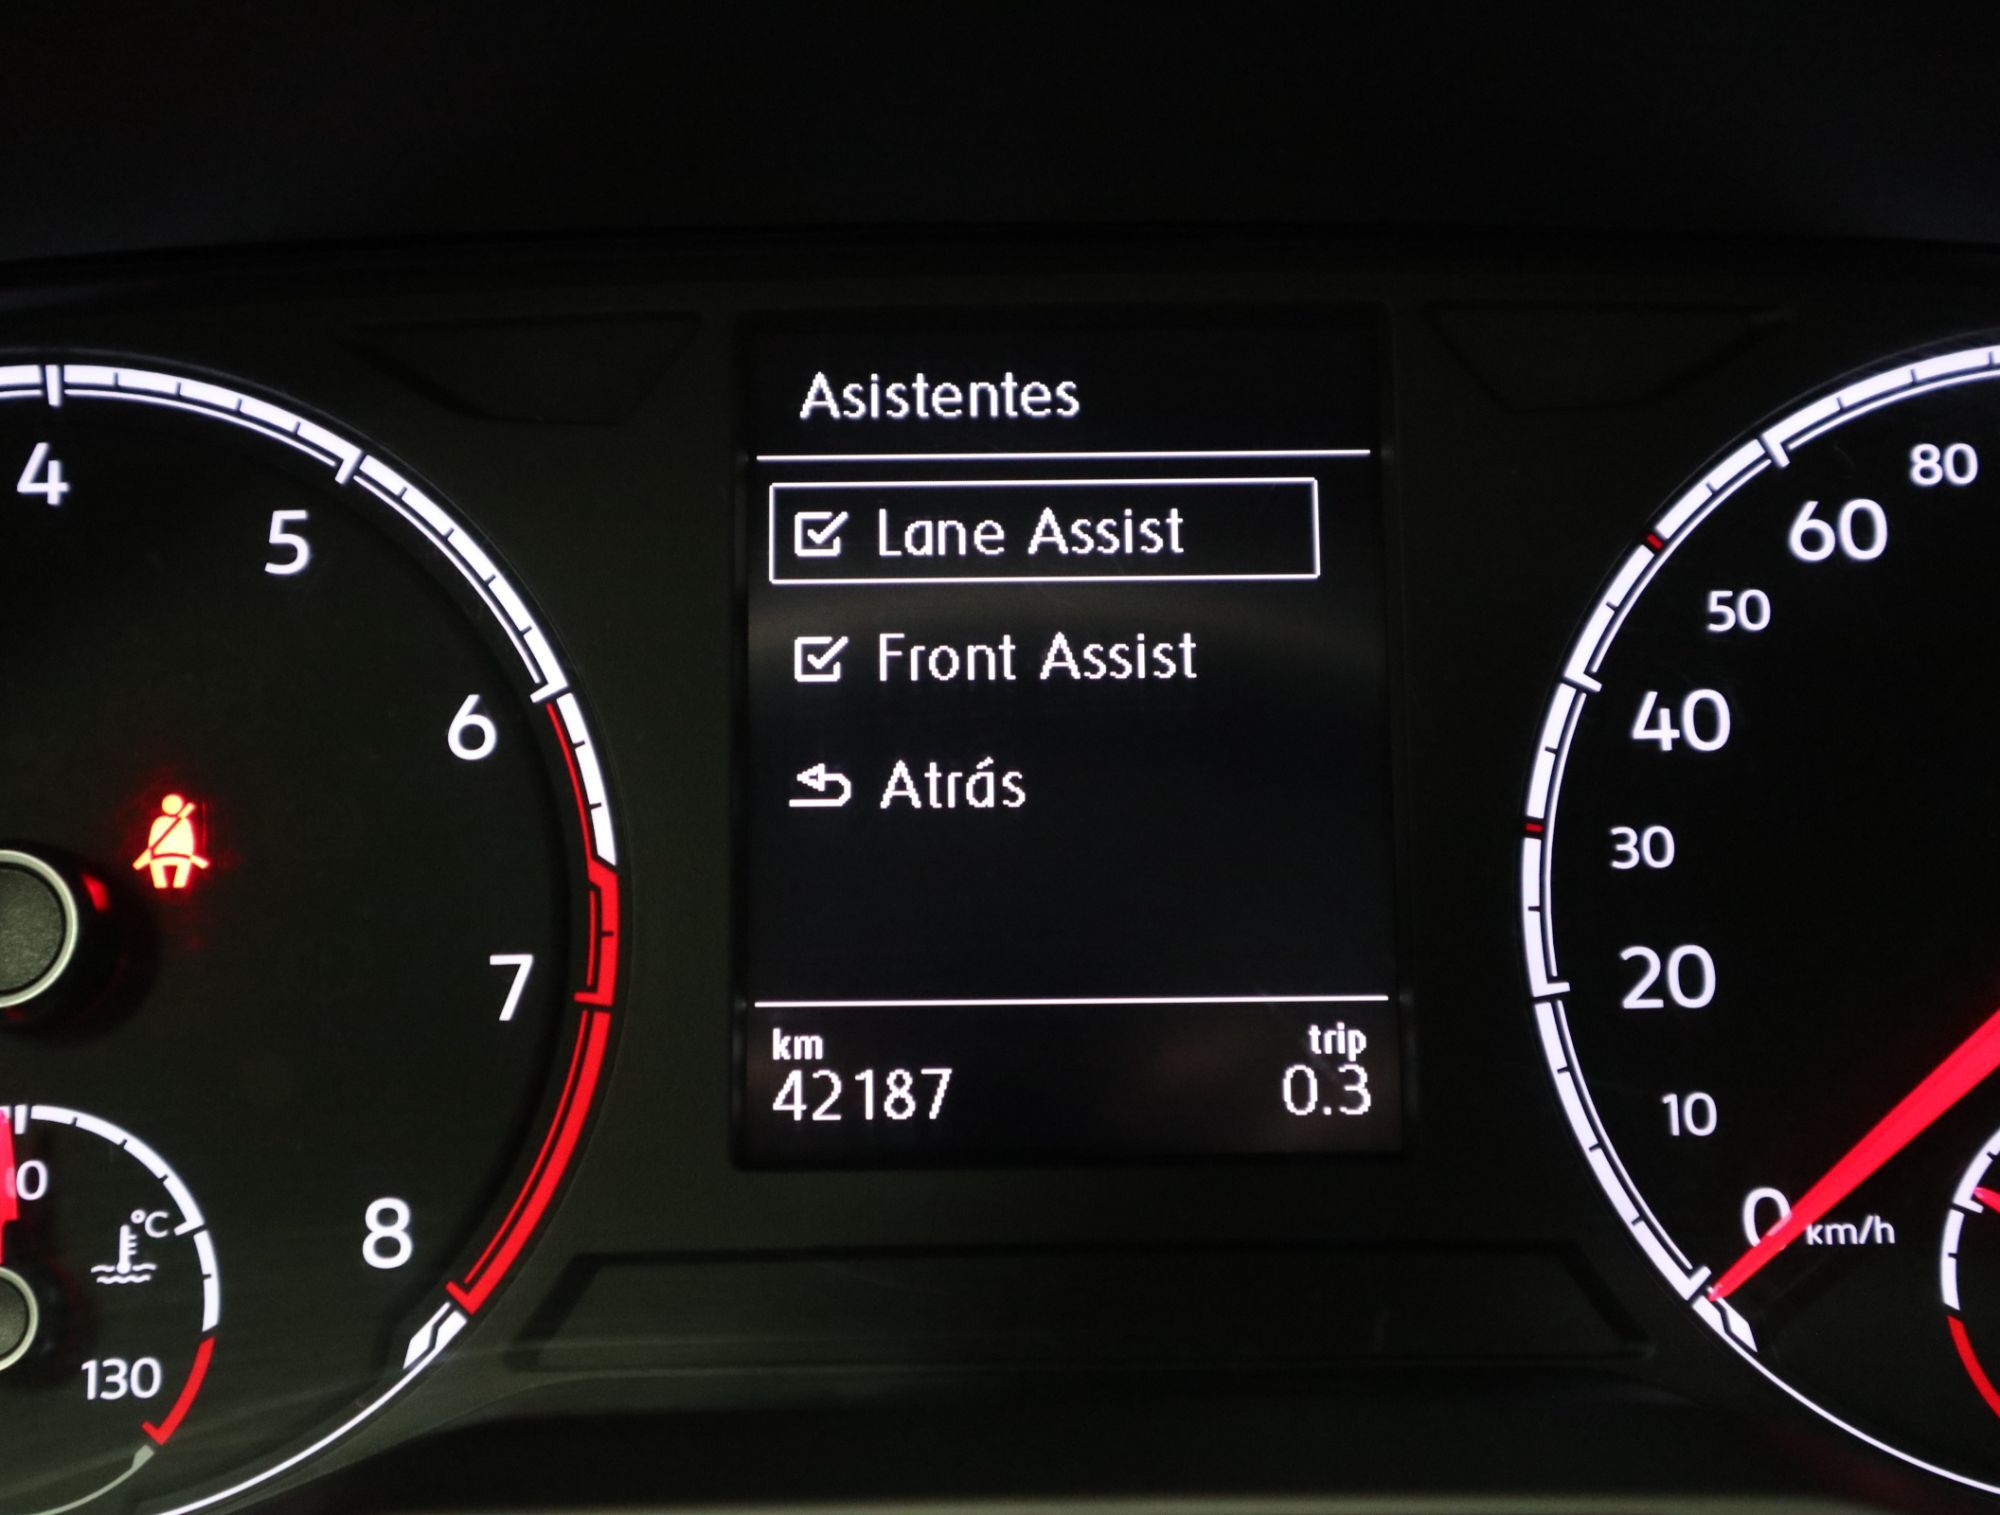 Asistentes
Lane Assist
Front Assist
Atrás
km
trip
42187
0.3
4
5
6
7
8
°C
130
80
60
50
40
30
20
10
0
km/h